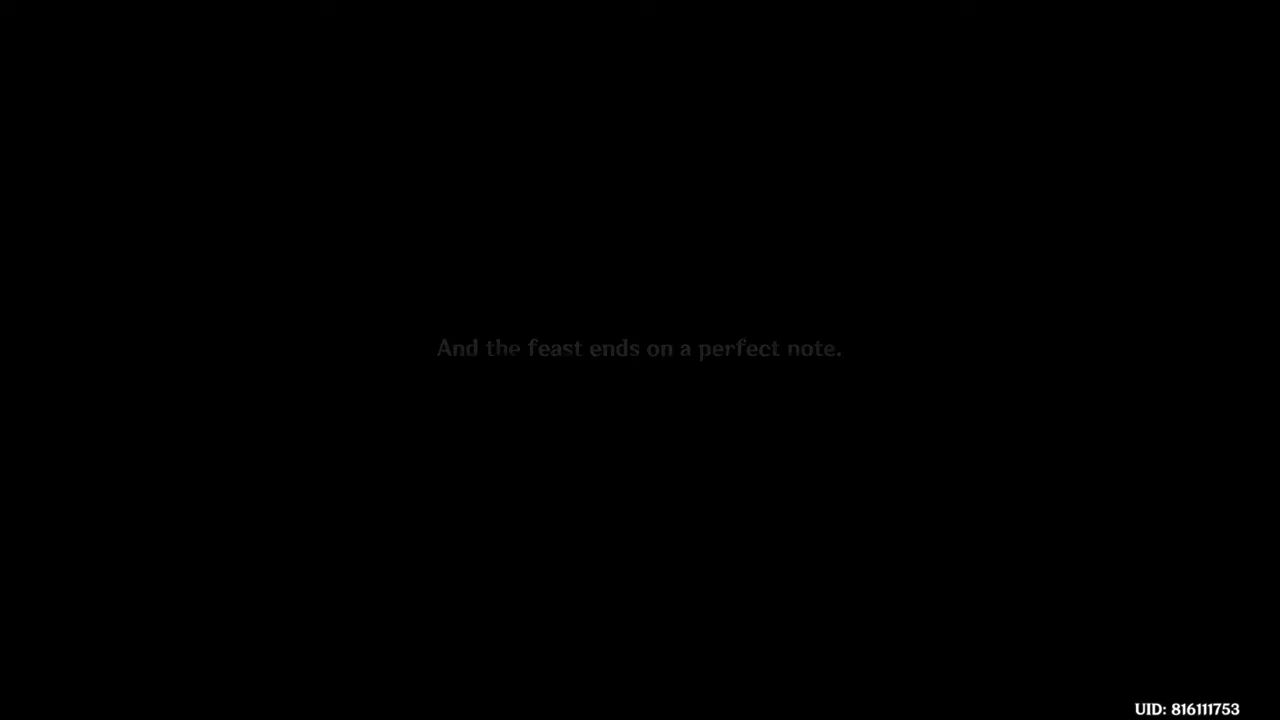 And the feast ends on a perfect note.
UID: 816111753